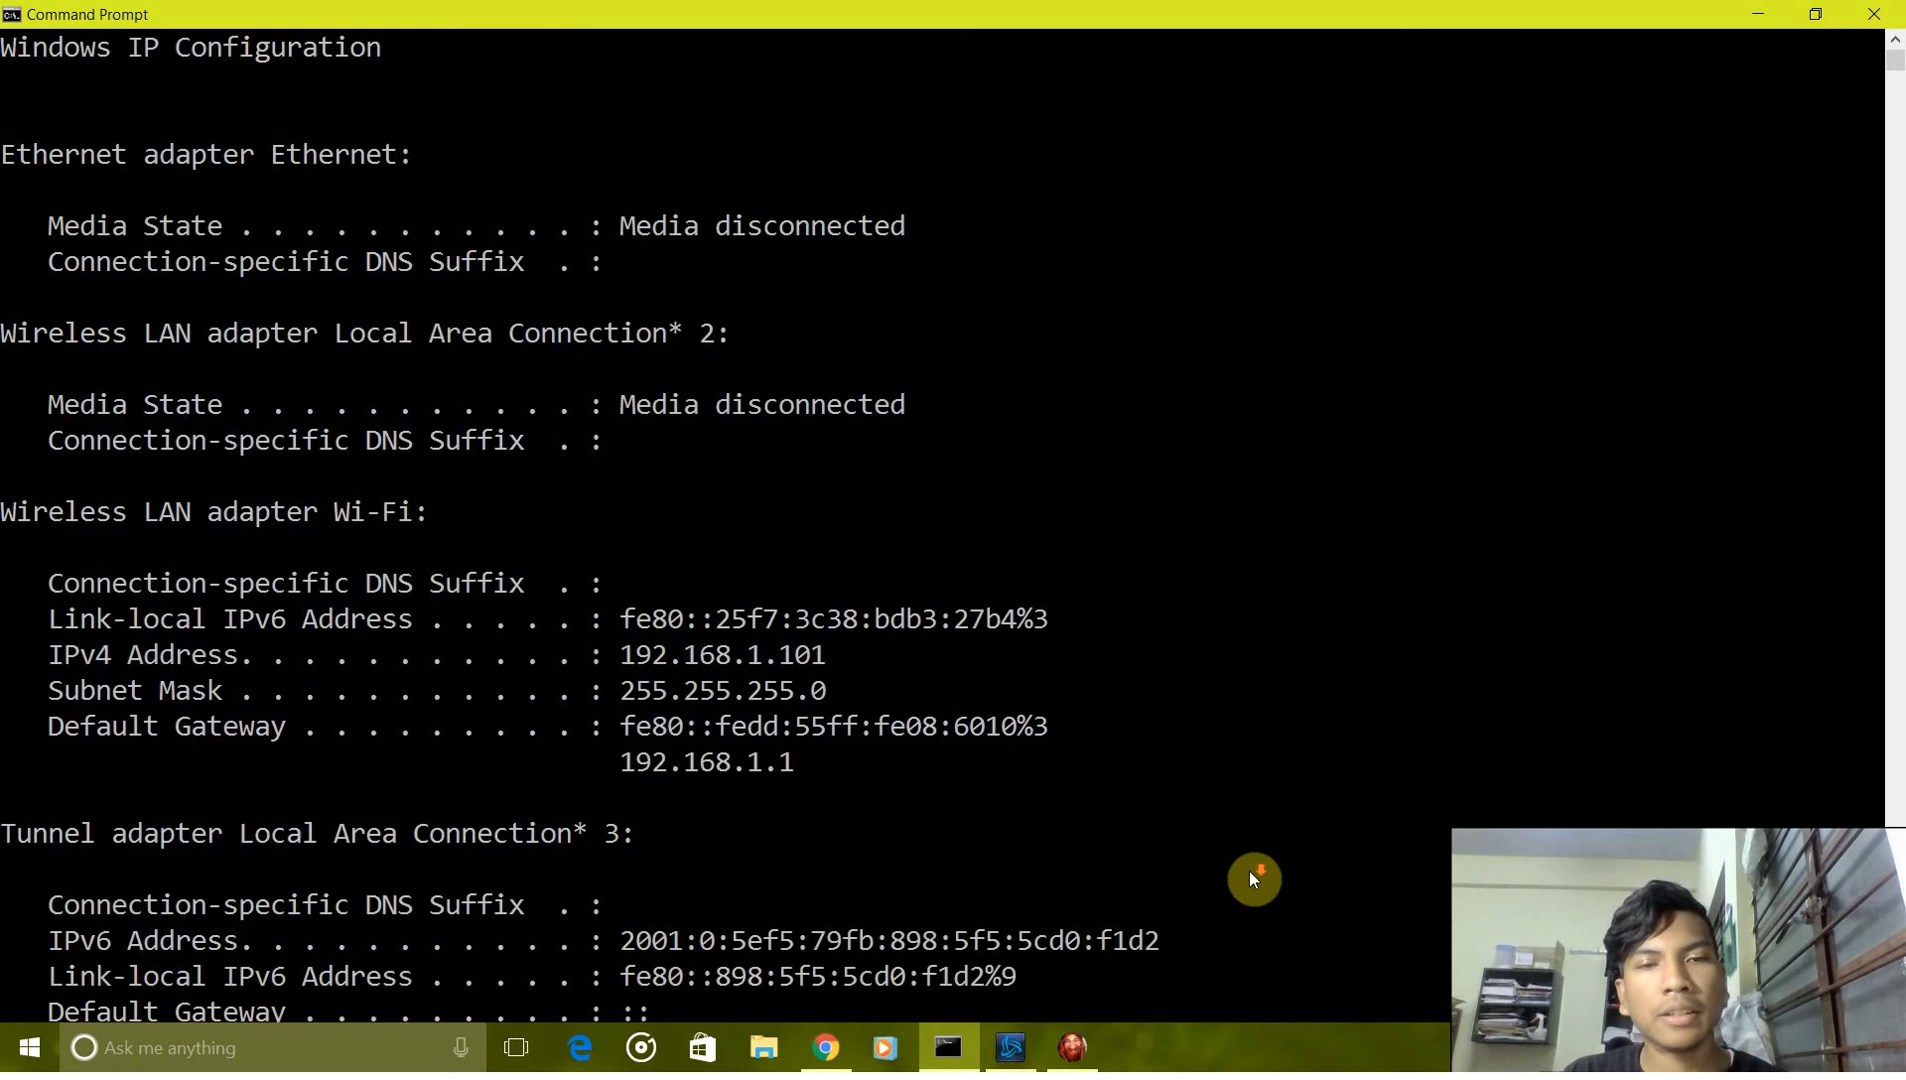 Command Prompt
Windows IP Configuration
Ethernet adapter Ethernet:
Media State . . . . . . . . . . . : Media disconnected
Connection-specific DNS Suffix  . :
Wireless LAN adapter Local Area Connection* 2:
Media State . . . . . . . . . . . : Media disconnected
Connection-specific DNS Suffix  . :
Wireless LAN adapter Wi-Fi:
Connection-specific DNS Suffix  . :
Link-local IPv6 Address . . . . . : fe80::25f7:3c38:bdb3:27b4%3
IPv4 Address. . . . . . . . . . . : 192.168.1.101
Subnet Mask . . . . . . . . . . . : 255.255.255.0
Default Gateway . . . . . . . . . : fe80::fedd:55ff:fe08:6010%3
192.168.1.1
Tunnel adapter Local Area Connection* 3:
Connection-specific DNS Suffix  . :
IPv6 Address. . . . . . . . . . . : 2001:0:5ef5:79fb:898:5f5:5cd0:f1d2
Link-local IPv6 Address . . . . . : fe80::898:5f5:5cd0:f1d2%9
Default Gateway . . . . . . . . . : ::
Ask me anything